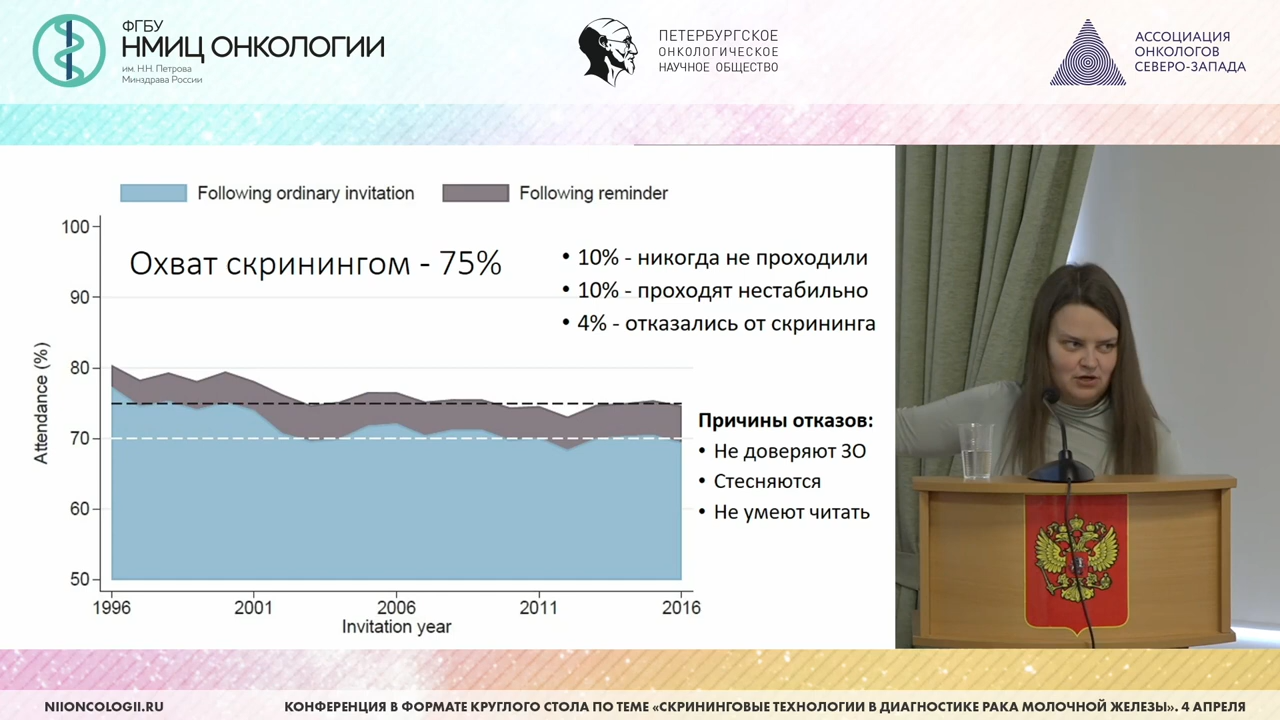 ФГБУ
НМИЦ ОНКОЛОГИИ
им. Н.Н. Петрова
Минздрава России
ПЕТЕРБУРГСКОЕ
ОНКОЛОГИЧЕСКОЕ
НАУЧНОЕ ОБЩЕСТВО
АССОЦИАЦИЯ
ОНКОЛОГОВ
СЕВЕРО-ЗАПАДА
Following ordinary invitation
Following reminder
Охват скринингом - 75%
• 10% - никогда не проходили
• 10% - проходят нестабильно
• 4% - отказались от скрининга
Attendance (%)
100
90
80
70
60
50
Причины отказов:
• Не доверяют ЗО
• Стесняются
• Не умеют читать
1996
2001
2006
2011
2016
Invitation year
NIIONCOLOGII.RU
КОНФЕРЕНЦИЯ В ФОРМАТЕ КРУГЛОГО СТОЛА ПО ТЕМЕ «СКРИНИНГОВЫЕ ТЕХНОЛОГИИ В ДИАГНОСТИКЕ РАКА МОЛОЧНОЙ ЖЕЛЕЗЫ». 4 АПРЕЛЯ